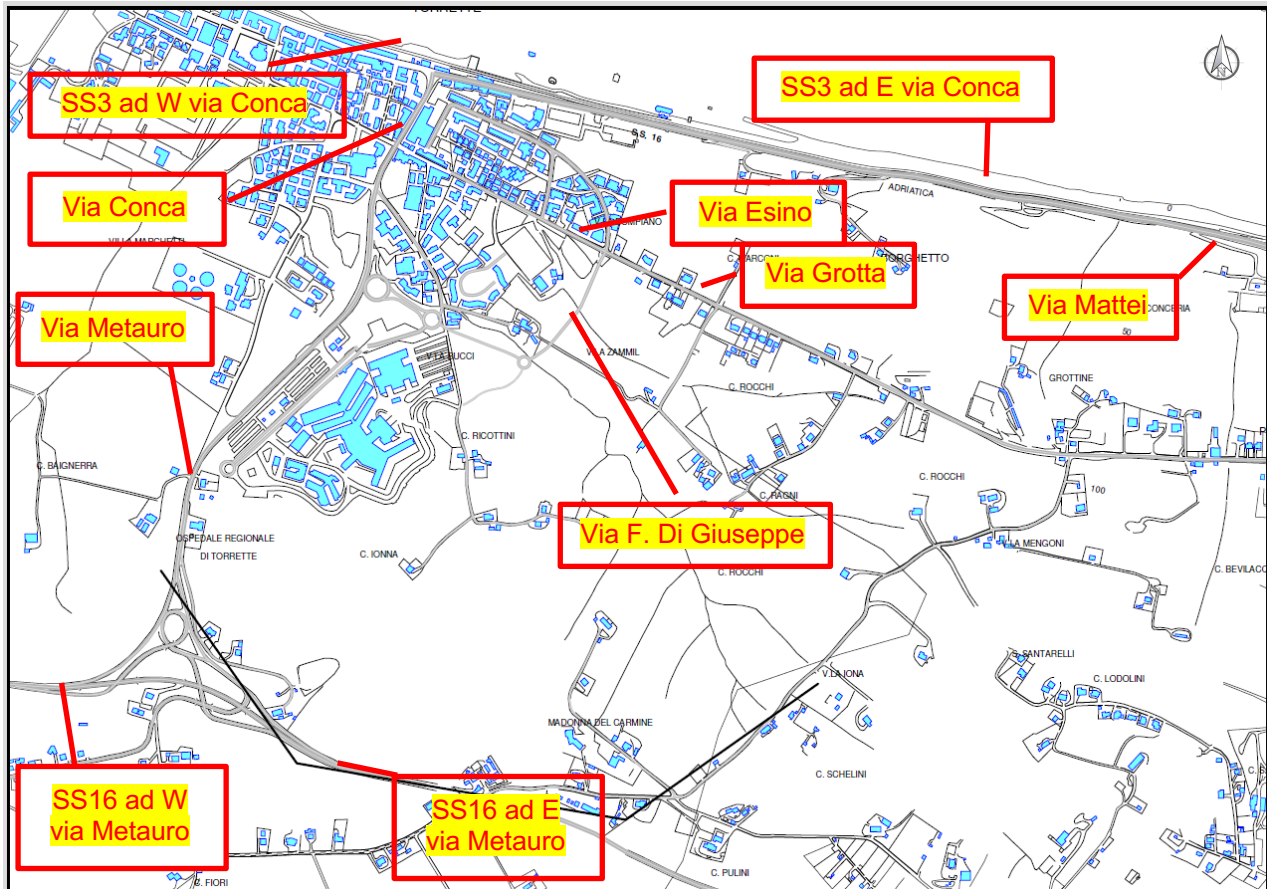 TORRETTE
SS3 ad W via Conca
SS3 ad E via Conca
S.S. 16
ADRIATICA
Via Conca
Via Esino
BORGHETTO
Via Grotta
Via Metauro
Via Mattei
CONCERIA
50
V.LA BUCCI
V.LA ZAMMIL
C. ROCCHI
GROTTINE
C. RICOTTINI
C. BAIGNERRA
C. ROCCHI
100
C. RAGNI
Via F. Di Giuseppe
OSPEDALE REGIONALE
DI TORRETTE
C. IONNA
V.LA MENGONI
C. ROCCHI
C. BEVILACC
S. SANTARELLI
V.LA IONA
C. LODOLINI
MADONNA DEL CARMINE
C. SCHELINI
SS16 ad W
via Metauro
SS16 ad E
via Metauro
C. PULINI
C. FIORI